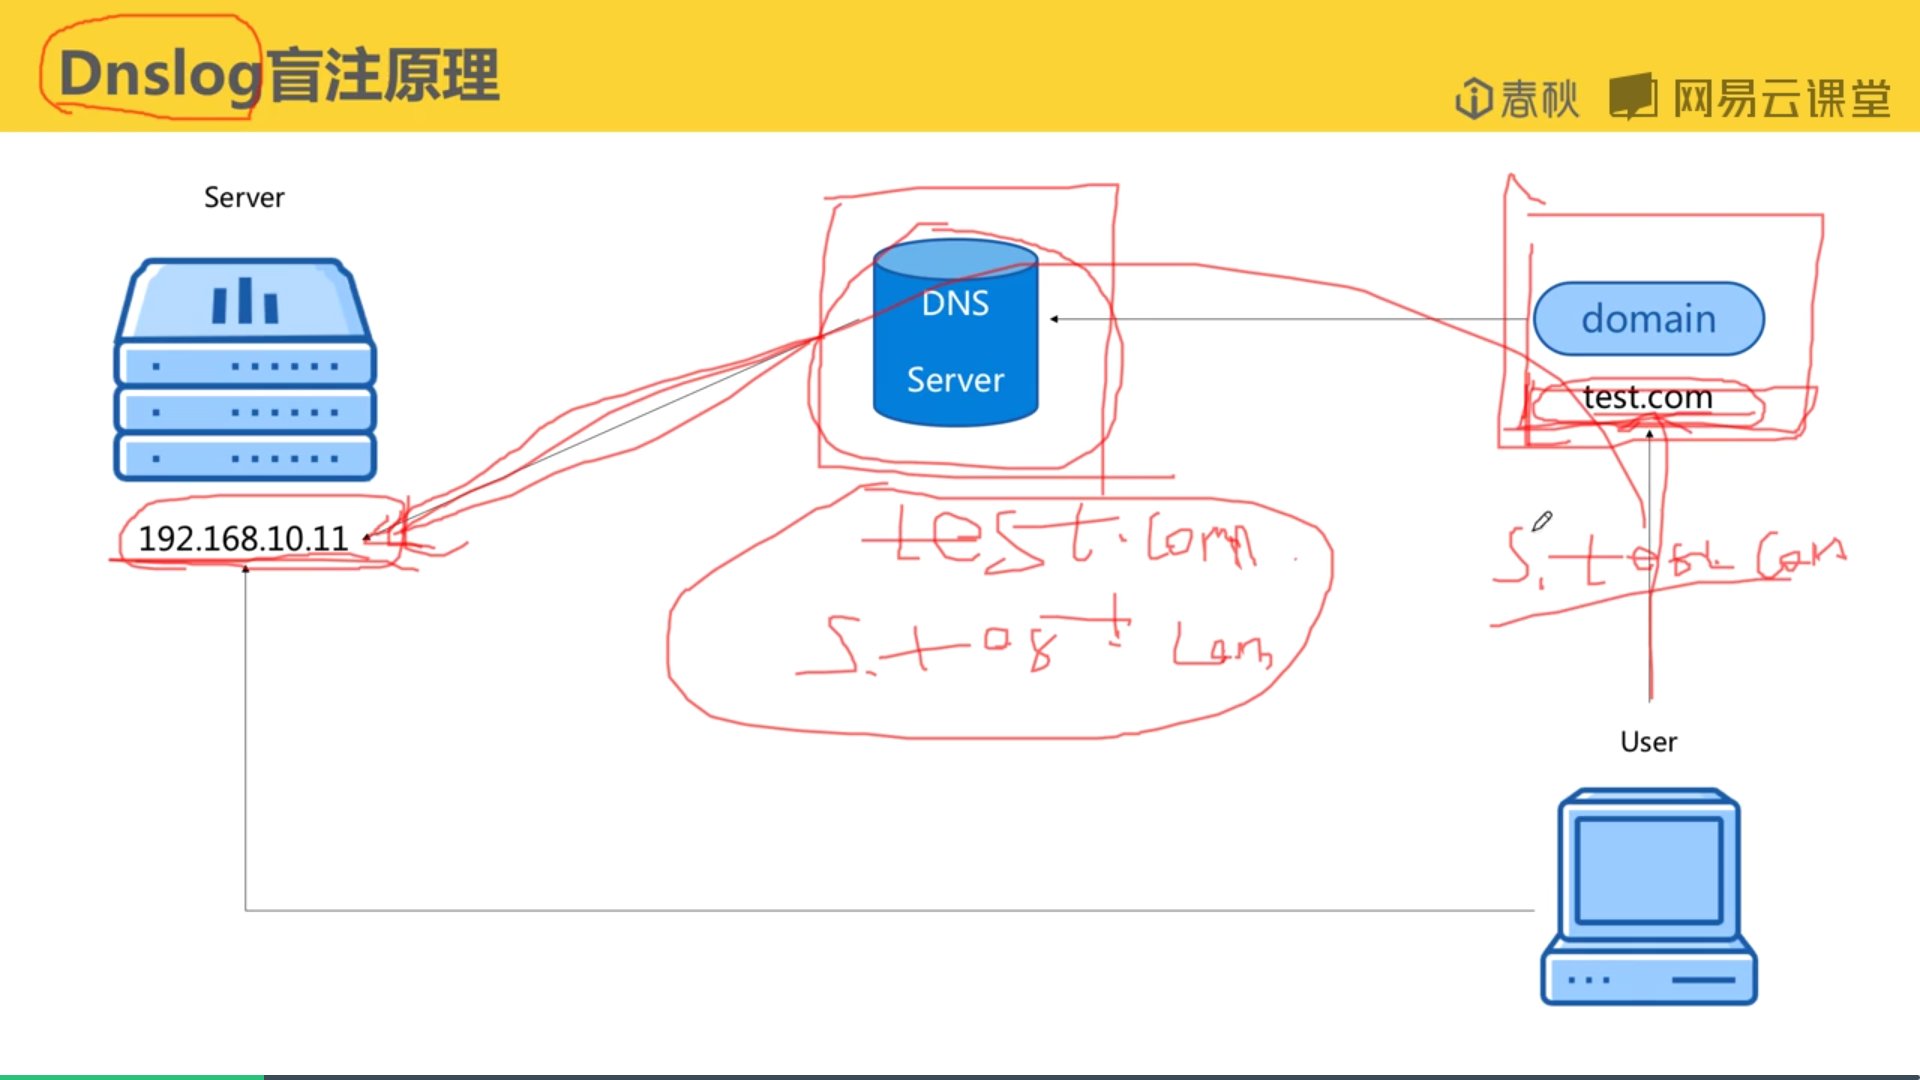 Dnslog盲注原理
春秋 网易云课堂
Server
DNS
Server
domain
test.com
192.168.10.11
test.com
s.test.com
s.test.com
User